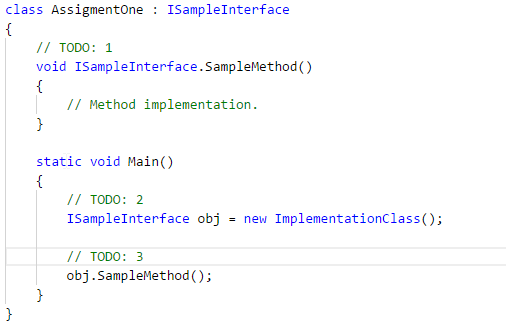 class AssigmentOne : ISampleInterface
{
// TODO: 1
void ISampleInterface.SampleMethod()
{
// Method implementation.
}
static void Main()
{
// TODO: 2
ISampleInterface obj = new ImplementationClass();
// TODO: 3
obj.SampleMethod();
}
}